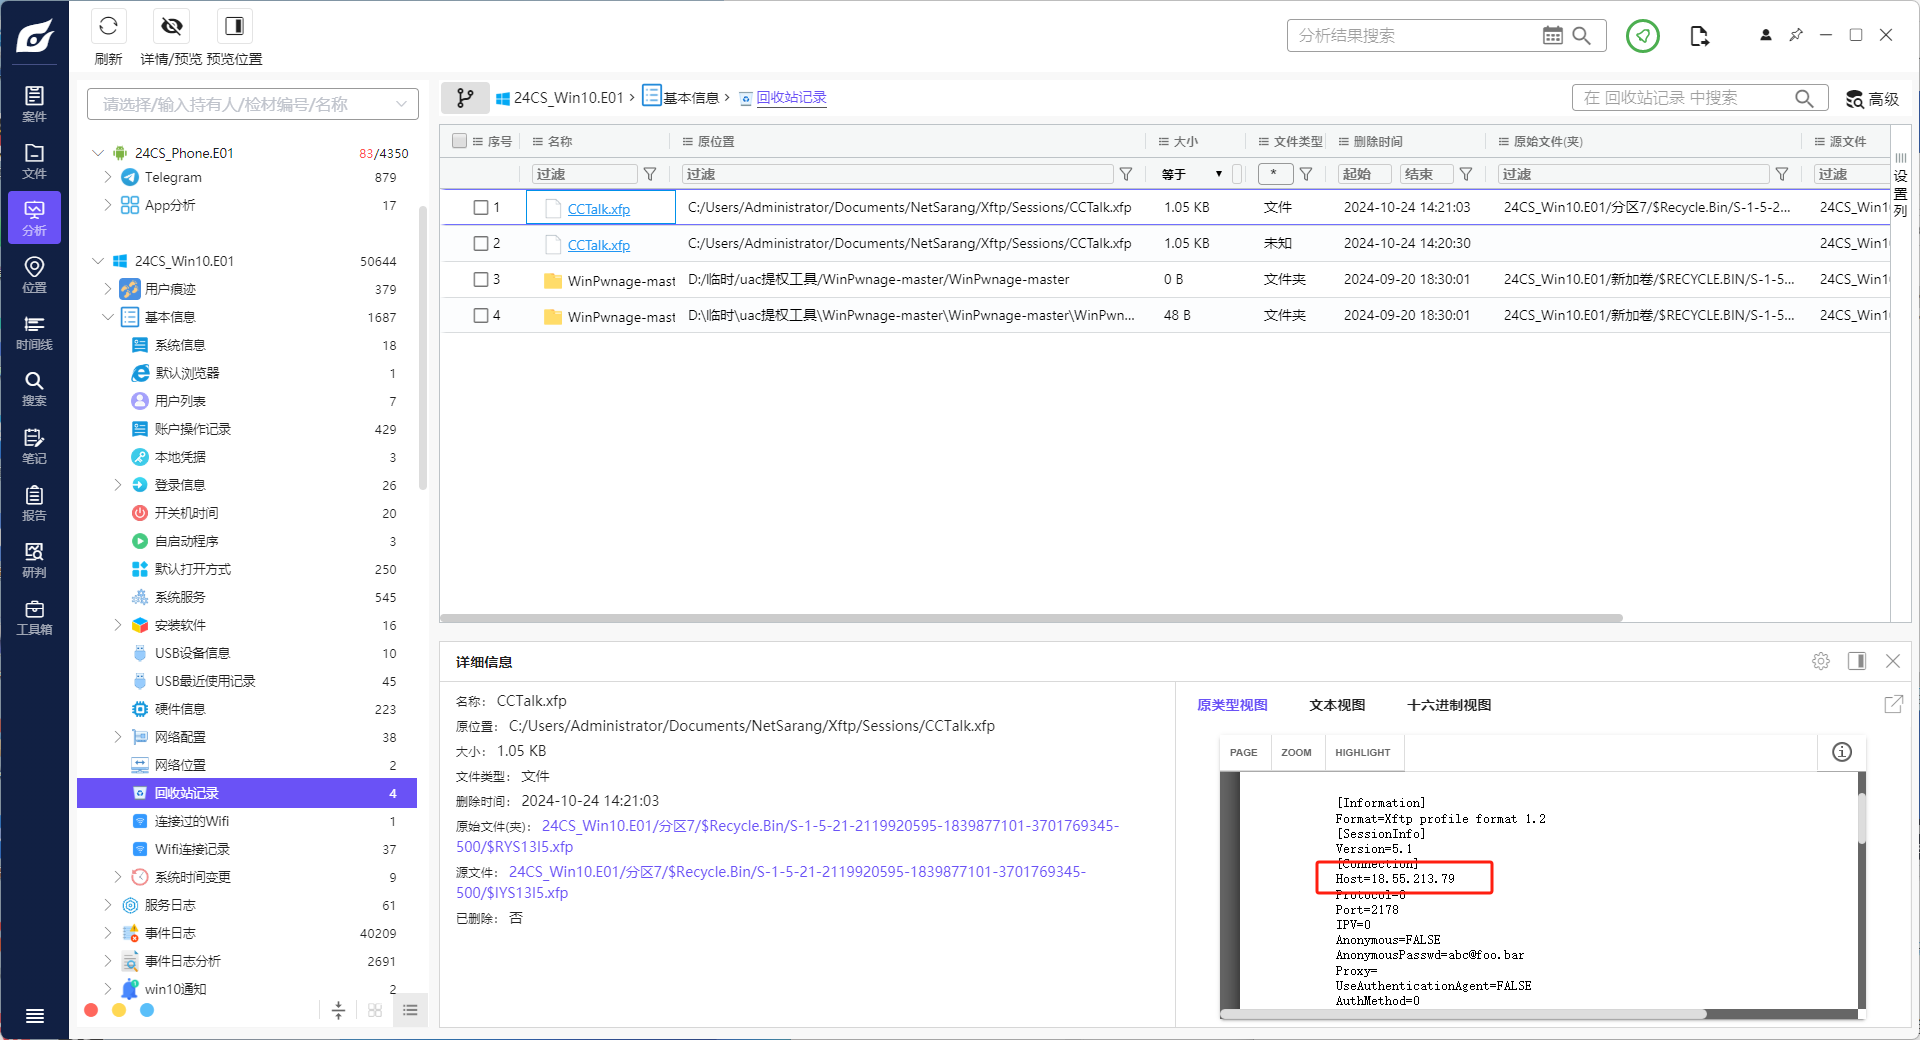 刷新
详情/预览
预览位置
分析结果搜索
案件
文件
分析
位置
时间线
搜索
笔记
报告
研判
工具箱
请选择/输入持有人/检材编号/名称
24CS_Phone.E01 83/4350
Telegram 879
App分析 17
24CS_Win10.E01 50644
用户痕迹 379
基本信息 1687
系统信息 18
默认浏览器 1
用户列表 7
账户操作记录 429
本地凭据 3
登录信息 26
开关机时间 20
自启动程序 3
默认打开方式 250
系统服务 545
安装软件 16
USB设备信息 10
USB最近使用记录 45
硬件信息 223
网络配置 38
网络位置 2
回收站记录 4
连接过的Wifi 1
Wifi连接记录 37
系统时间变更 9
服务日志 61
事件日志 40209
事件日志分析 2691
win10通知 2
24CS_Win10.E01 › 基本信息 › 回收站记录
在 回收站记录 中搜索
高级
序号 名称 原位置 大小 文件类型 删除时间 原始文件(夹) 源文件
过滤 过滤 等于 * 起始 结束 过滤 过滤
设置列
1 CCTalk.xfp C:/Users/Administrator/Documents/NetSarang/Xftp/Sessions/CCTalk.xfp 1.05 KB 文件 2024-10-24 14:21:03 24CS_Win10.E01/分区7/$Recycle.Bin/S-1-5-2... 24CS_Win1
2 CCTalk.xfp C:/Users/Administrator/Documents/NetSarang/Xftp/Sessions/CCTalk.xfp 1.05 KB 未知 2024-10-24 14:20:30 24CS_Win1
3 WinPwnage-mast D:/临时/uac提权工具/WinPwnage-master/WinPwnage-master 0 B 文件夹 2024-09-20 18:30:01 24CS_Win10.E01/新加卷/$RECYCLE.BIN/S-1-5... 24CS_Win1
4 WinPwnage-mast D:\临时\uac提权工具\WinPwnage-master\WinPwnage-master\WinPwn... 48 B 文件夹 2024-09-20 18:30:01 24CS_Win10.E01/新加卷/$RECYCLE.BIN/S-1-5... 24CS_Win1
详细信息
名称: CCTalk.xfp
原位置: C:/Users/Administrator/Documents/NetSarang/Xftp/Sessions/CCTalk.xfp
大小: 1.05 KB
文件类型: 文件
删除时间: 2024-10-24 14:21:03
原始文件(夹): 24CS_Win10.E01/分区7/$Recycle.Bin/S-1-5-21-2119920595-1839877101-3701769345-
500/$RYS13I5.xfp
源文件: 24CS_Win10.E01/分区7/$Recycle.Bin/S-1-5-21-2119920595-1839877101-3701769345-
500/$IYS13I5.xfp
已删除: 否
原类型视图 文本视图 十六进制视图
PAGE ZOOM HIGHLIGHT
[Information]
Format=Xftp profile format 1.2
[SessionInfo]
Version=5.1
[Connection]
Host=18.55.213.79
Protocol=0
Port=2178
IPV=0
Anonymous=FALSE
AnonymousPasswd=abc@foo.bar
Proxy=
UseAuthenticationAgent=FALSE
AuthMethod=0